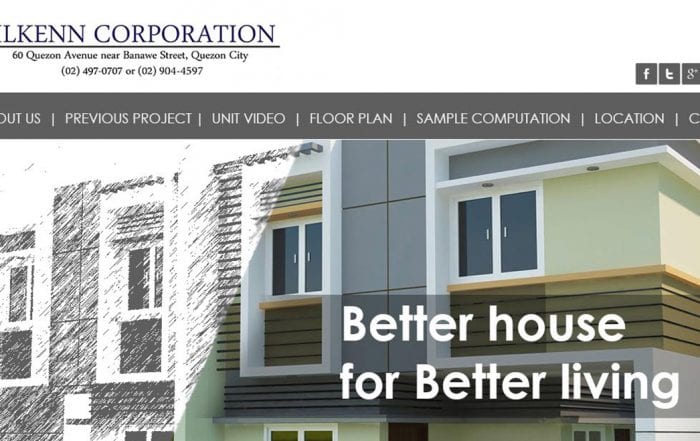 ILKENN CORPORATION
60 Quezon Avenue near Banawe Street, Quezon City
(02) 497-0707 or (02) 904-4597
f t g+
OUT US | PREVIOUS PROJECT | UNIT VIDEO | FLOOR PLAN | SAMPLE COMPUTATION | LOCATION | C
Better house
for Better living